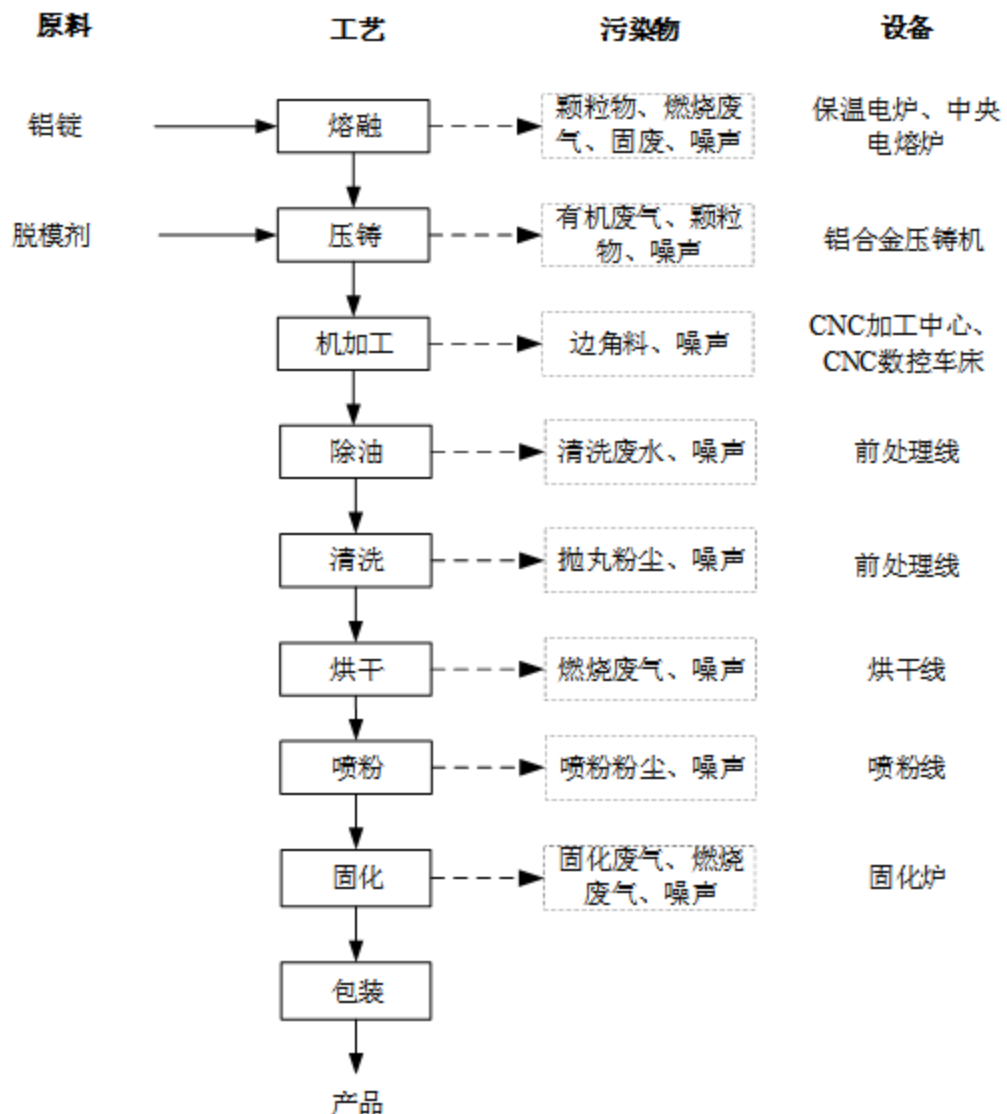 原料 工艺 污染物 设备
铝锭 熔融 颗粒物、燃烧废 保温电炉、中央
气、固废、噪声 电熔炉
脱模剂 压铸 有机废气、颗粒 铝合金压铸机
物、噪声
机加工 边角料、噪声 CNC加工中心、
CNC数控车床
除油 清洗废水、噪声 前处理线
清洗 抛丸粉尘、噪声 前处理线
烘干 燃烧废气、噪声 烘干线
喷粉 喷粉粉尘、噪声 喷粉线
固化 固化废气、燃烧 固化炉
废气、噪声
包装
产品